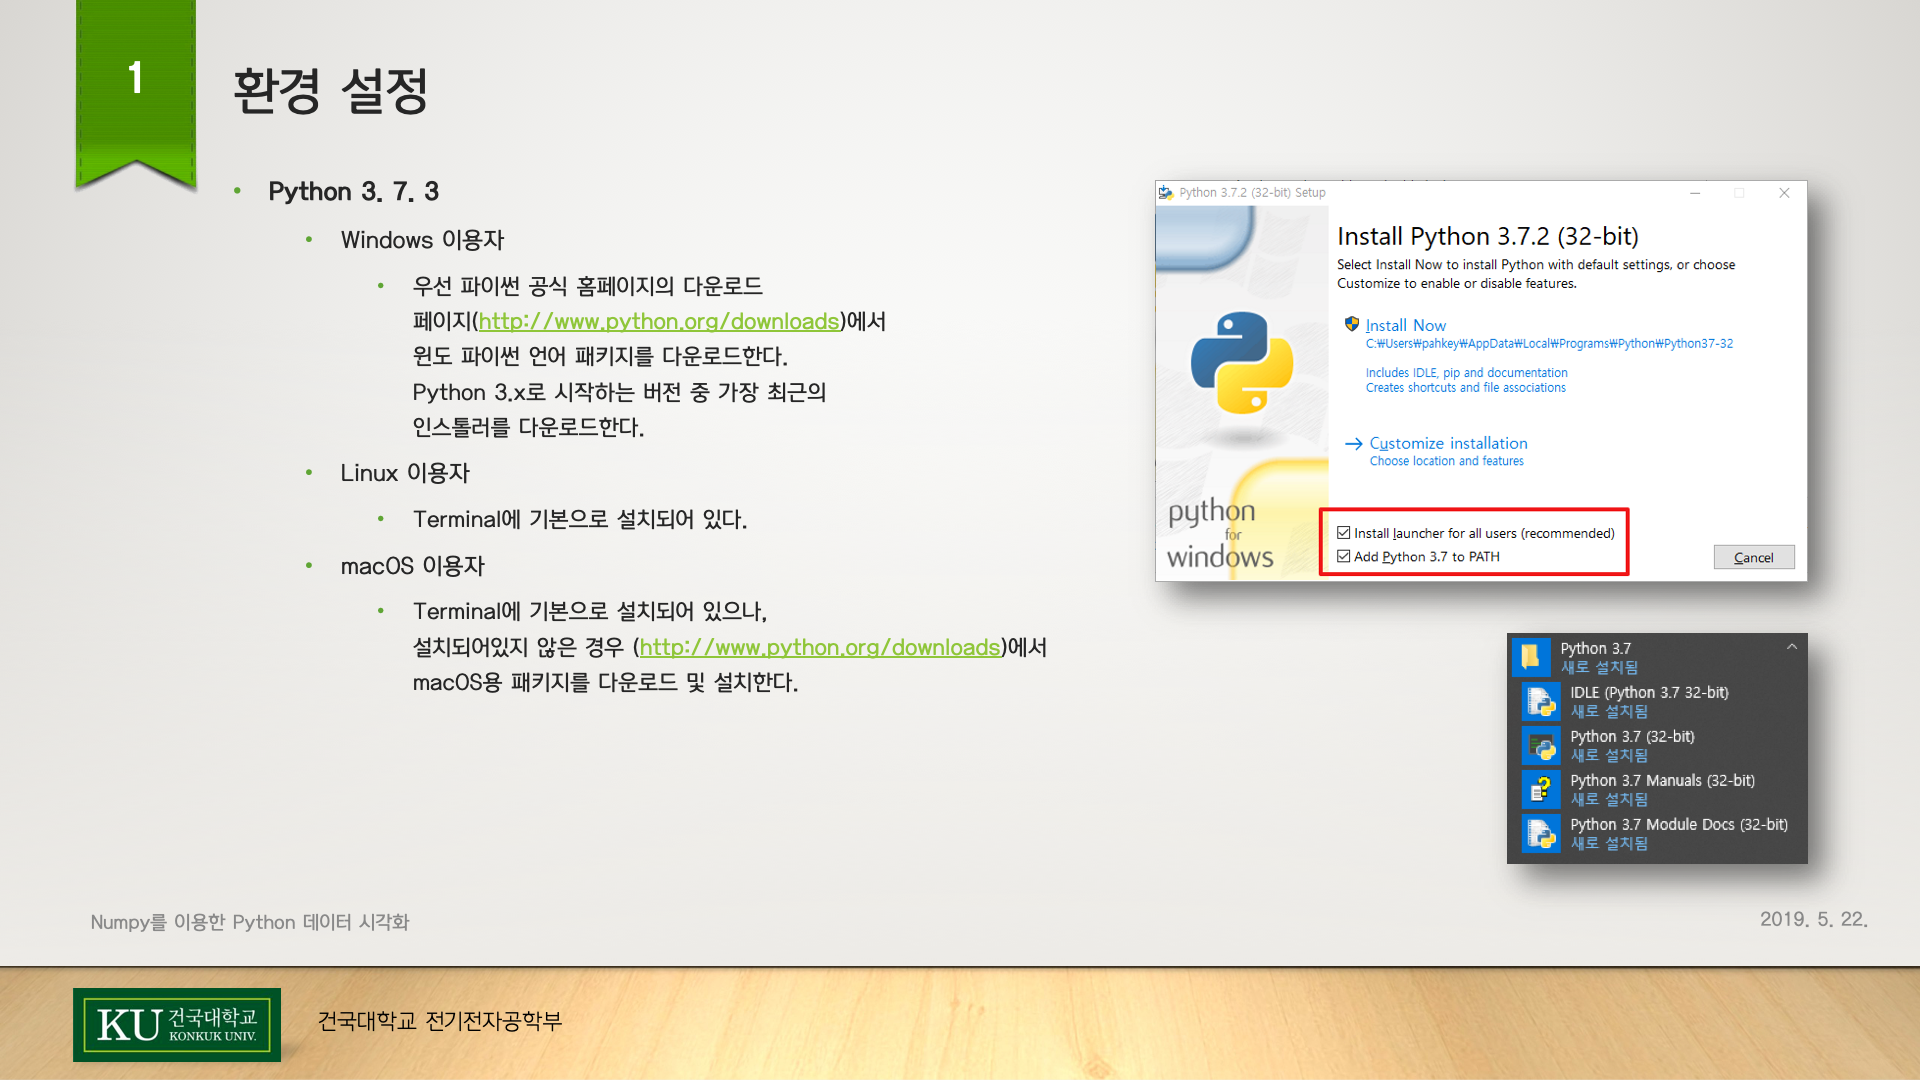 1
환경 설정
• Python 3. 7. 3
• Windows 이용자
• 우선 파이썬 공식 홈페이지의 다운로드
페이지(http://www.python.org/downloads)에서
윈도 파이썬 언어 패키지를 다운로드한다.
Python 3.x로 시작하는 버전 중 가장 최근의
인스톨러를 다운로드한다.
• Linux 이용자
• Terminal에 기본으로 설치되어 있다.
• macOS 이용자
• Terminal에 기본으로 설치되어 있으나,
설치되어있지 않은 경우 (http://www.python.org/downloads)에서
macOS용 패키지를 다운로드 및 설치한다.
Python 3.7.2 (32-bit) Setup
Install Python 3.7.2 (32-bit)
Select Install Now to install Python with default settings, or choose
Customize to enable or disable features.
Install Now
C:₩Users₩pahkey₩AppData₩Local₩Programs₩Python₩Python37-32
Includes IDLE, pip and documentation
Creates shortcuts and file associations
→ Customize installation
Choose location and features
python
for
windows
Install launcher for all users (recommended)
Add Python 3.7 to PATH
Cancel
Python 3.7
새로 설치됨
IDLE (Python 3.7 32-bit)
새로 설치됨
Python 3.7 (32-bit)
새로 설치됨
Python 3.7 Manuals (32-bit)
새로 설치됨
Python 3.7 Module Docs (32-bit)
새로 설치됨
Numpy를 이용한 Python 데이터 시각화
2019. 5. 22.
KU 건국대학교
KONKUK UNIV.
건국대학교 전기전자공학부